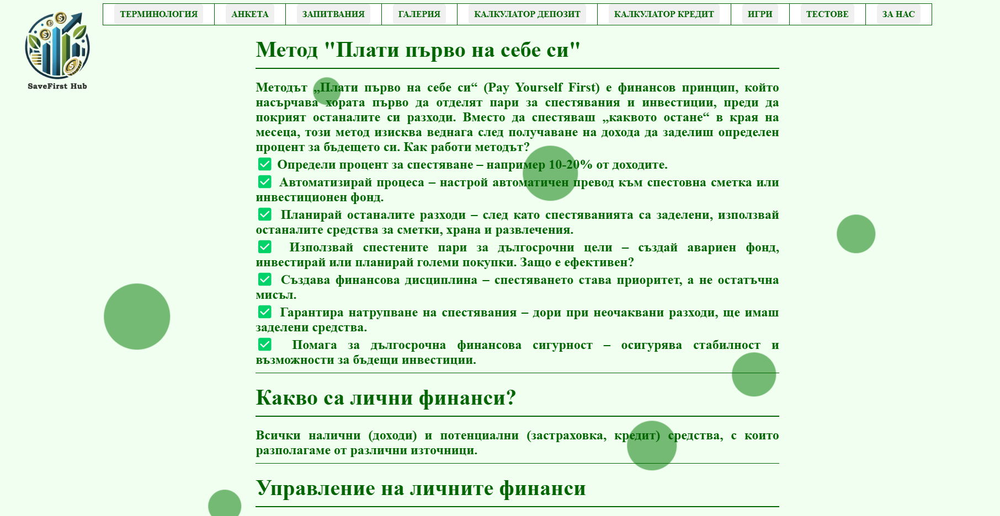 ТЕРМИНОЛОГИЯ
АНКЕТА
ЗАПИТВАНИЯ
ГАЛЕРИЯ
КАЛКУЛАТОР ДЕПОЗИТ
КАЛКУЛАТОР КРЕДИТ
ИГРИ
ТЕСТОВЕ
ЗА НАС
SaveFirst Hub
Метод "Плати първо на себе си"
Методът „Плати първо на себе си“ (Pay Yourself First) е финансов принцип, който
насърчава хората първо да отделят пари за спестявания и инвестиции, преди да
покрият останалите си разходи. Вместо да спестяваш „каквото остане“ в края на
месеца, този метод изисква веднага след получаване на дохода да заделиш определен
процент за бъдещето си. Как работи методът?
✅ Определи процент за спестяване – например 10-20% от доходите.
✅ Автоматизирай процеса – настрой автоматичен превод към спестовна сметка или
инвестиционен фонд.
✅ Планирай останалите разходи – след като спестяванията са заделени, използвай
останалите средства за сметки, храна и развлечения.
✅ Използвай спестените пари за дългосрочни цели – създай авариен фонд,
инвестирай или планирай големи покупки. Защо е ефективен?
✅ Създава финансова дисциплина – спестяването става приоритет, а не остатъчна
мисъл.
✅ Гарантира натрупване на спестявания – дори при неочаквани разходи, ще имаш
заделени средства.
✅ Помага за дългосрочна финансова сигурност – осигурява стабилност и
възможности за бъдещи инвестиции.
Какво са лични финанси?
Всички налични (доходи) и потенциални (застраховка, кредит) средства, с които
разполагаме от различни източници.
Управление на личните финанси